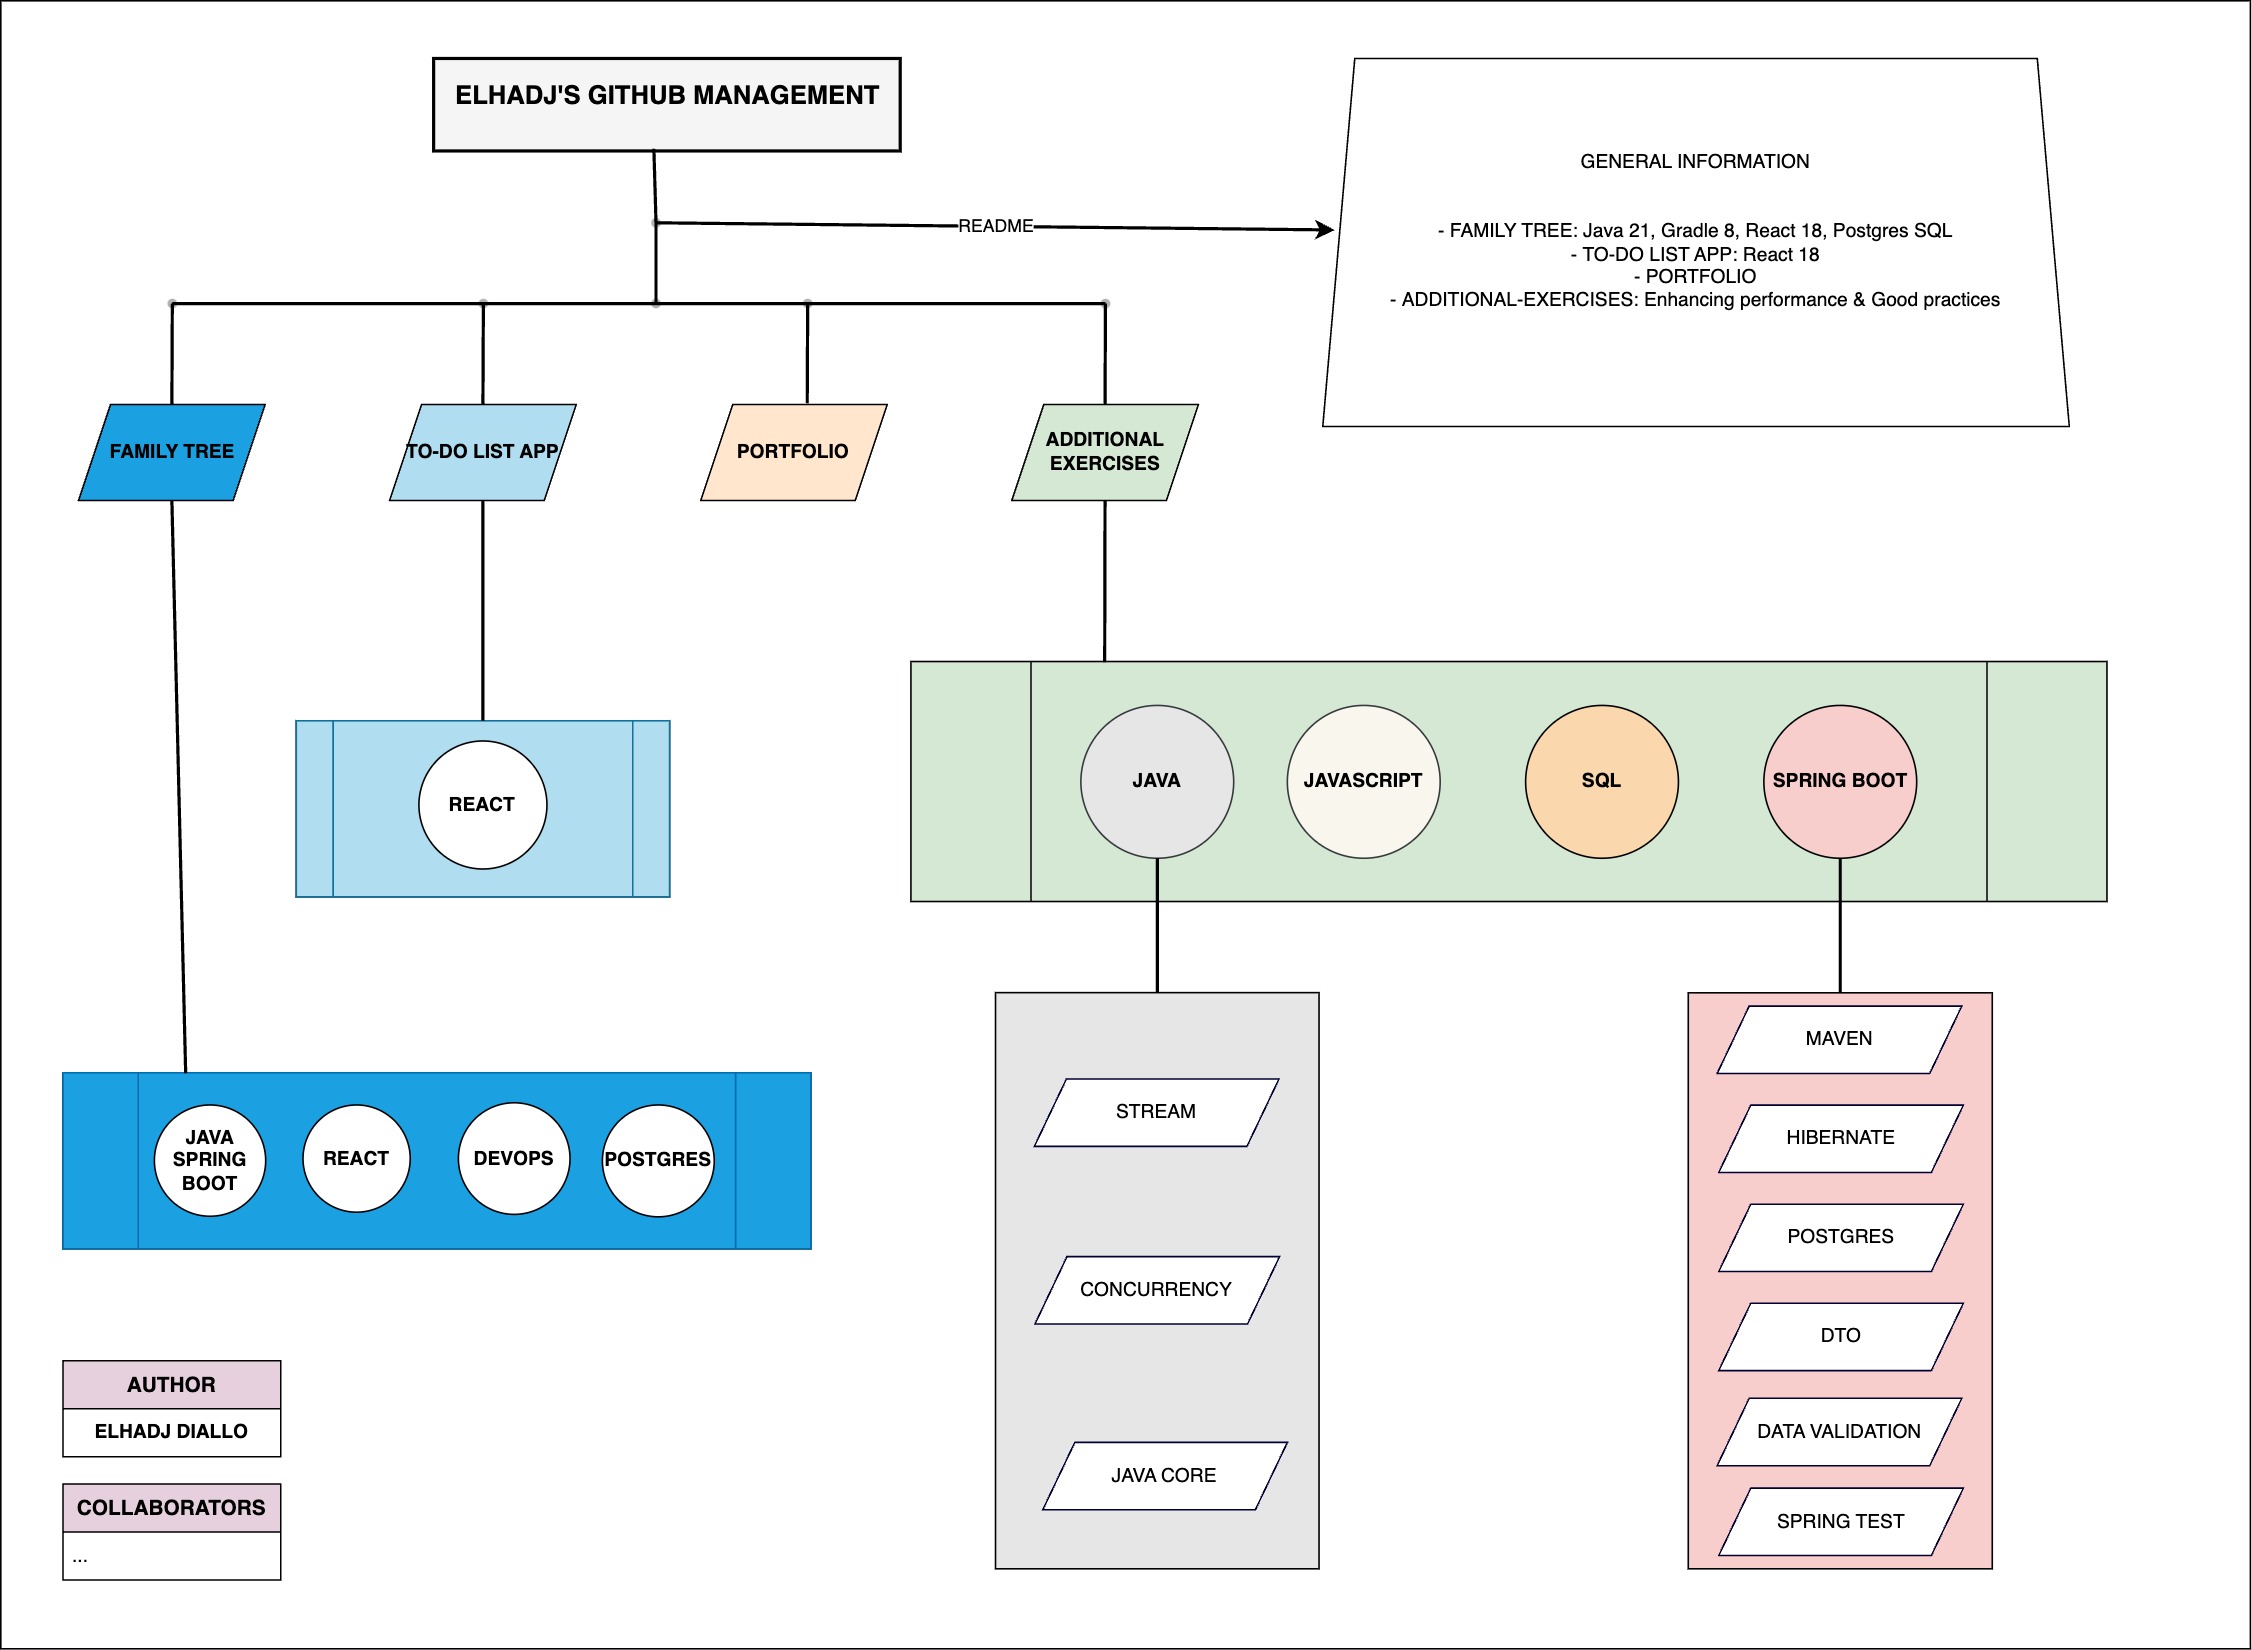 ELHADJ'S GITHUB MANAGEMENT
README
GENERAL INFORMATION
- FAMILY TREE: Java 21, Gradle 8, React 18, Postgres SQL
- TO-DO LIST APP: React 18
- PORTFOLIO
- ADDITIONAL-EXERCISES: Enhancing performance & Good practices
FAMILY TREE
TO-DO LIST APP
PORTFOLIO
ADDITIONAL
EXERCISES
REACT
JAVA
JAVASCRIPT
SQL
SPRING BOOT
JAVA
SPRING
BOOT
REACT
DEVOPS
POSTGRES
STREAM
CONCURRENCY
JAVA CORE
MAVEN
HIBERNATE
POSTGRES
DTO
DATA VALIDATION
SPRING TEST
AUTHOR
ELHADJ DIALLO
COLLABORATORS
...